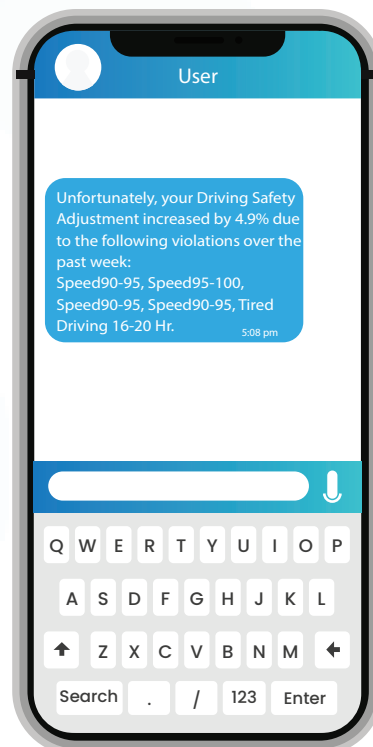 User
Unfortunately, your Driving Safety
Adjustment increased by 4.9% due
to the following violations over the
past week:
Speed90-95, Speed95-100,
Speed90-95, Speed90-95, Tired
Driving 16-20 Hr.
5:08 pm
Q W E R T Y U I O P
A S D F G H J K L
Z X C V B N M
Search . / 123 Enter